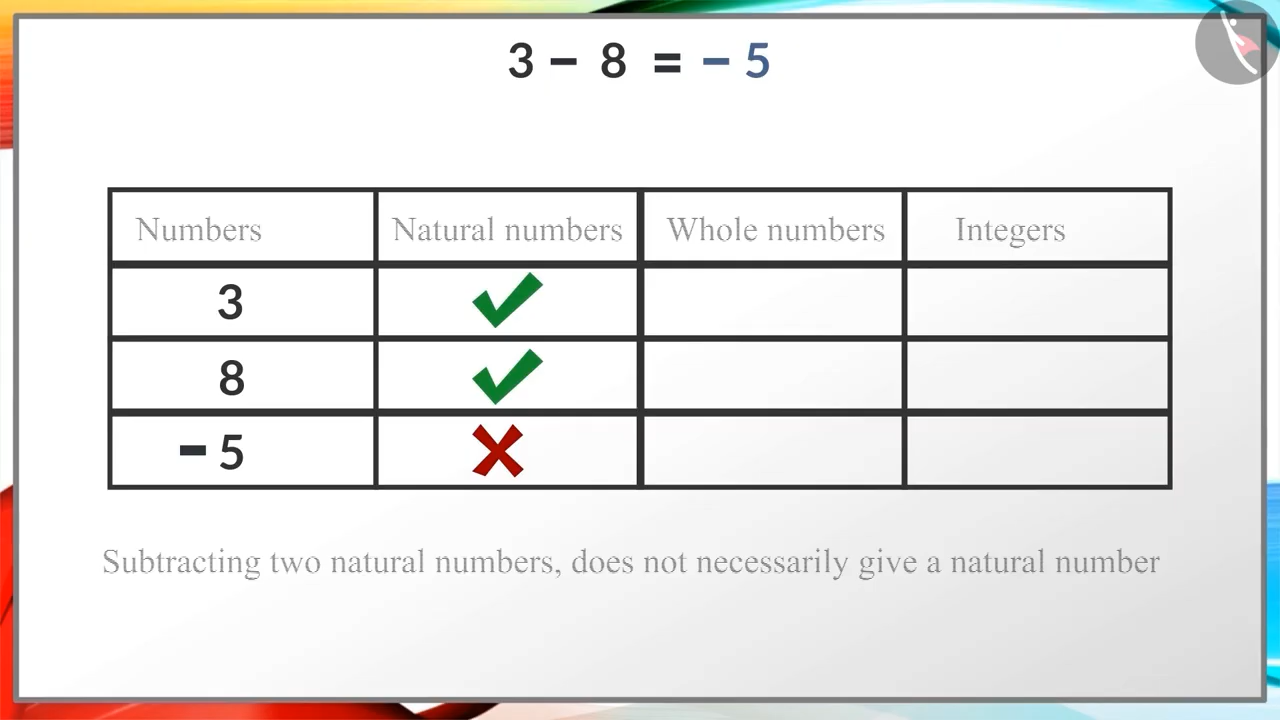 3 - 8 = - 5
Numbers Natural numbers Whole numbers Integers
3 ✓
8 ✓
- 5 ✗
Subtracting two natural numbers, does not necessarily give a natural number